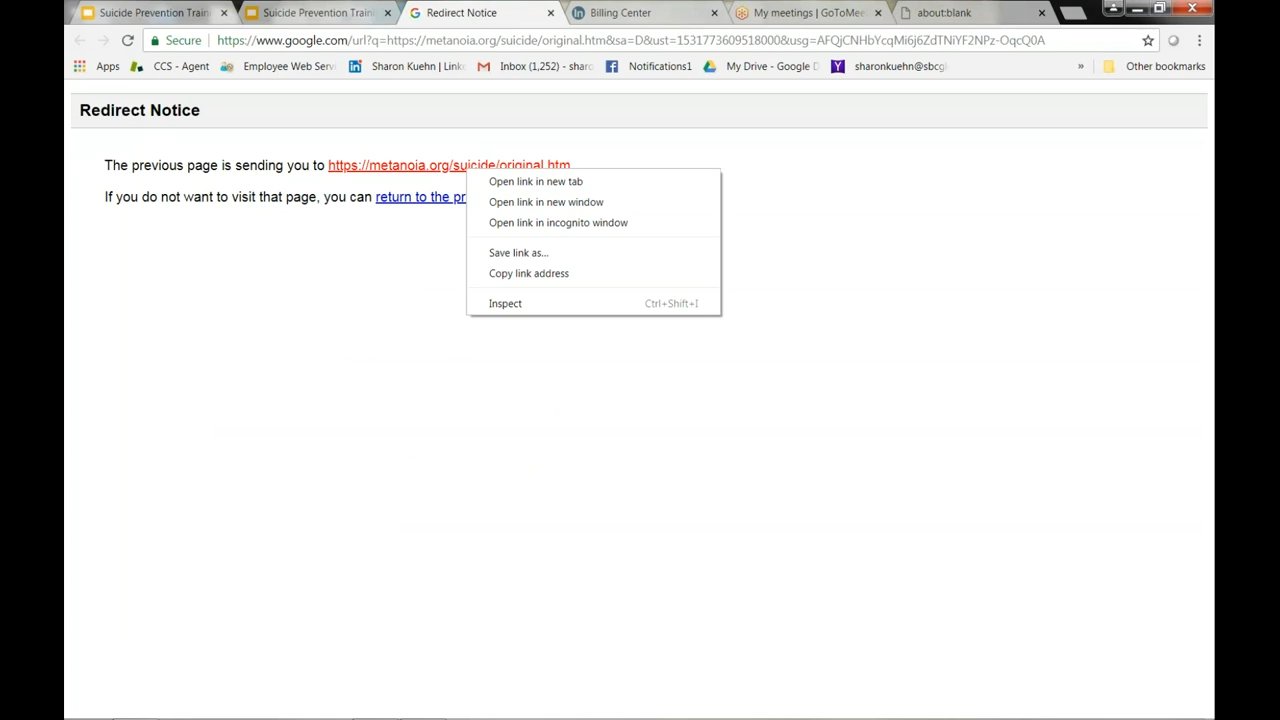 Suicide Prevention Train
Suicide Prevention Train
Redirect Notice
Billing Center
My meetings | GoToMee
about:blank
Secure
https://www.google.com/url?q=https://metanoia.org/suicide/original.htm&sa=D&ust=1531773609518000&usg=AFQjCNHbYcqMi6j6ZdTNiYF2NPz-OqcQ0A
Apps
CCS - Agent
Employee Web Serv
Sharon Kuehn | Link
Inbox (1,252) - sharo
Notifications1
My Drive - Google D
sharonkuehn@sbcg
»
Other bookmarks
Redirect Notice
The previous page is sending you to https://metanoia.org/suicide/original.htm
If you do not want to visit that page, you can return to the pr
Open link in new tab
Open link in new window
Open link in incognito window
Save link as...
Copy link address
Inspect Ctrl+Shift+I